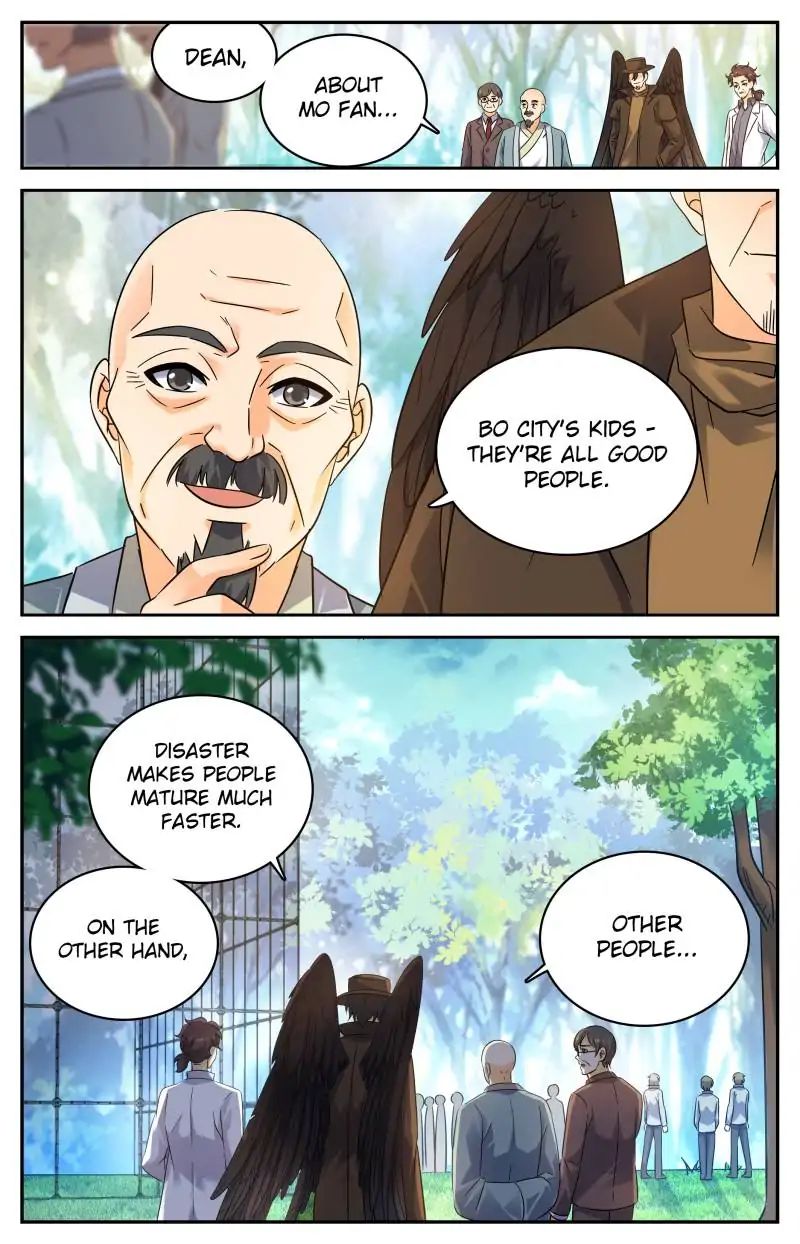 DEAN,
ABOUT
MO FAN...
BO CITY'S KIDS -
THEY'RE ALL GOOD
PEOPLE.
DISASTER
MAKES PEOPLE
MATURE MUCH
FASTER.
ON THE
OTHER HAND,
OTHER
PEOPLE...